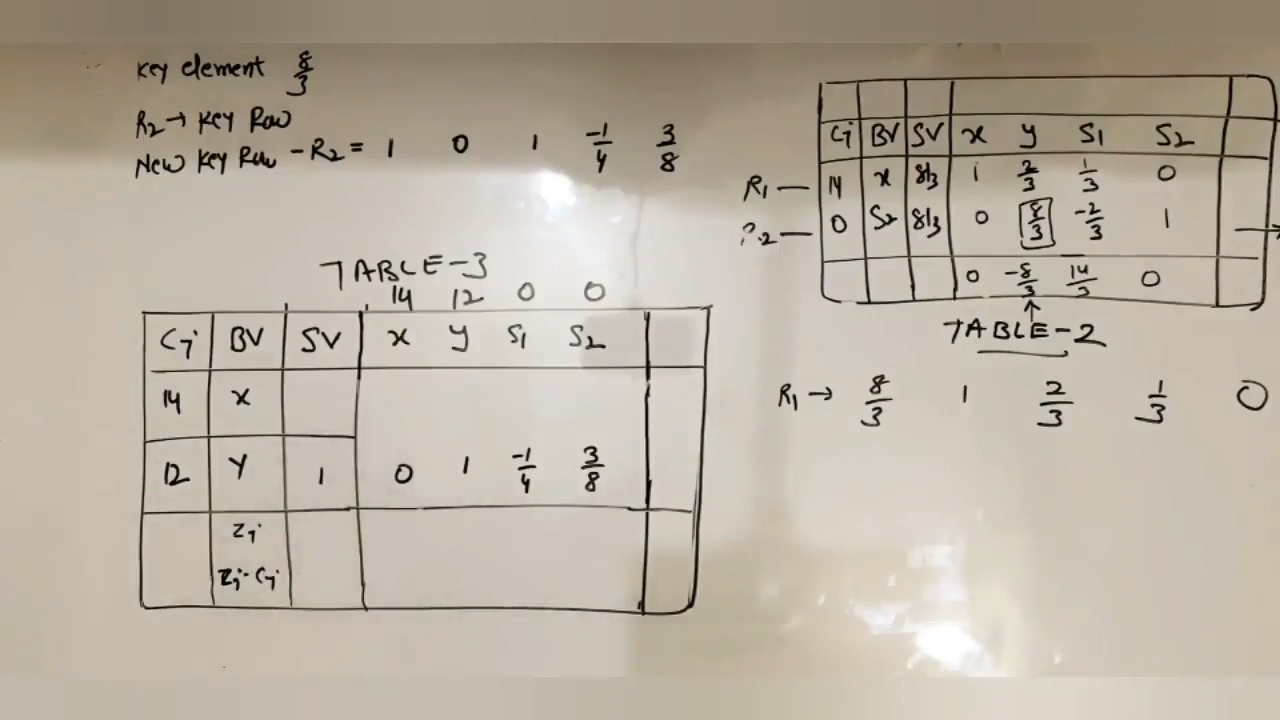 Key element 8/3
R2 → Key Row
New Key Row - R2 = 1 0 1 -1/4 3/8
TABLE-3
14 12 0 0
Cj BV SV x y S1 S2
14 x
12 y 1 0 1 -1/4 3/8
Zj
Zj-Cj
Cj BV SV x y S1 S2
R1 — 14 x 8/3 1 2/3 1/3 0
R2 — 0 S2 8/3 0 8/3 -2/3 1 →
0 -8/3 14/3 0
↑
TABLE-2
R1 → 8/3 1 2/3 1/3 0